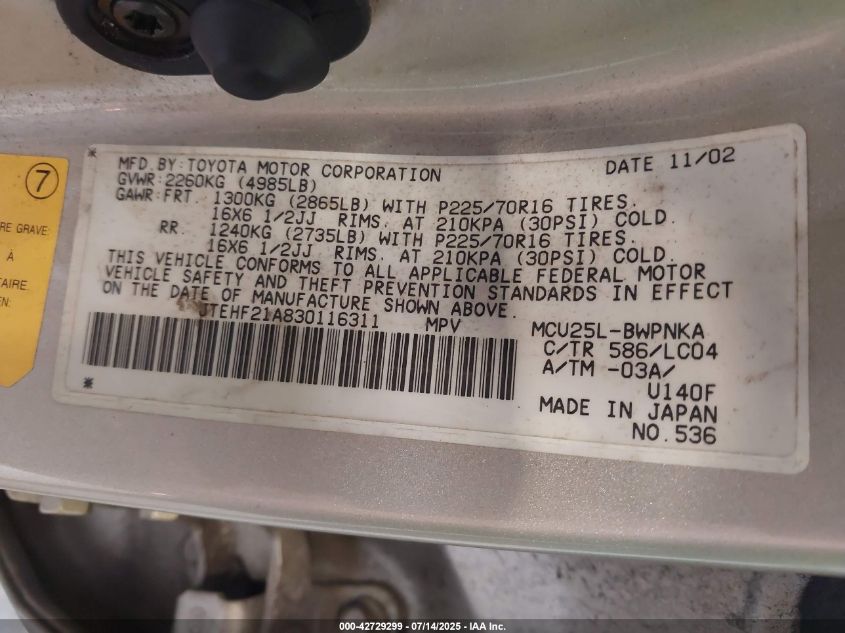 7
RE GRAVE:
À
FAIRE
EN:
*
MFD.BY:TOYOTA MOTOR CORPORATION DATE 11/02
GVWR:2260KG (4985LB)
GAWR:FRT. 1300KG (2865LB) WITH P225/70R16 TIRES.
16X6 1/2JJ RIMS. AT 210KPA (30PSI) COLD.
RR. 1240KG (2735LB) WITH P225/70R16 TIRES.
16X6 1/2JJ RIMS. AT 210KPA (30PSI) COLD.
THIS VEHICLE CONFORMS TO ALL APPLICABLE FEDERAL MOTOR
VEHICLE SAFETY AND THEFT PREVENTION STANDARDS IN EFFECT
ON THE DATE OF MANUFACTURE SHOWN ABOVE.
JTEHF21A830116311 MPV
MCU25L-BWPNKA
C/TR 586/LC04
A/TM -03A/
U140F
MADE IN JAPAN
NO.536
*
000-42729299 - 07/14/2025 - IAA Inc.